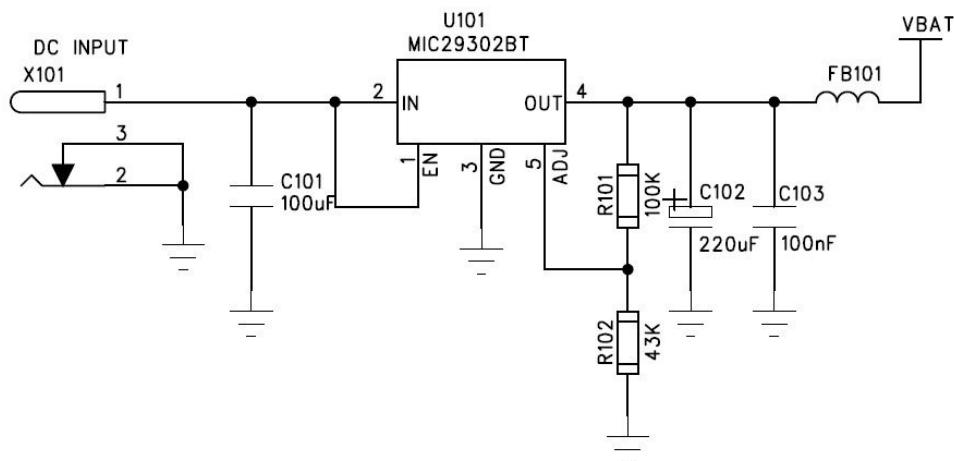 U101
MIC29302BT
VBAT
DC INPUT
X101
FB101
1
2
IN
OUT
4
3
2
1
EN
3
GND
5
ADJ
C101
100uF
R101
100K
C102
220uF
C103
100nF
R102
43K